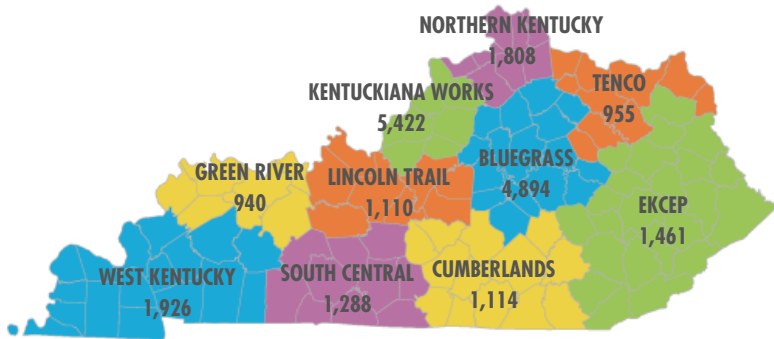 NORTHERN KENTUCKY
1,808
KENTUCKIANA WORKS
5,422
TENCO
955
GREEN RIVER
940
LINCOLN TRAIL
1,110
BLUEGRASS
4,894
EKCEP
1,461
WEST KENTUCKY
1,926
SOUTH CENTRAL
1,288
CUMBERLANDS
1,114